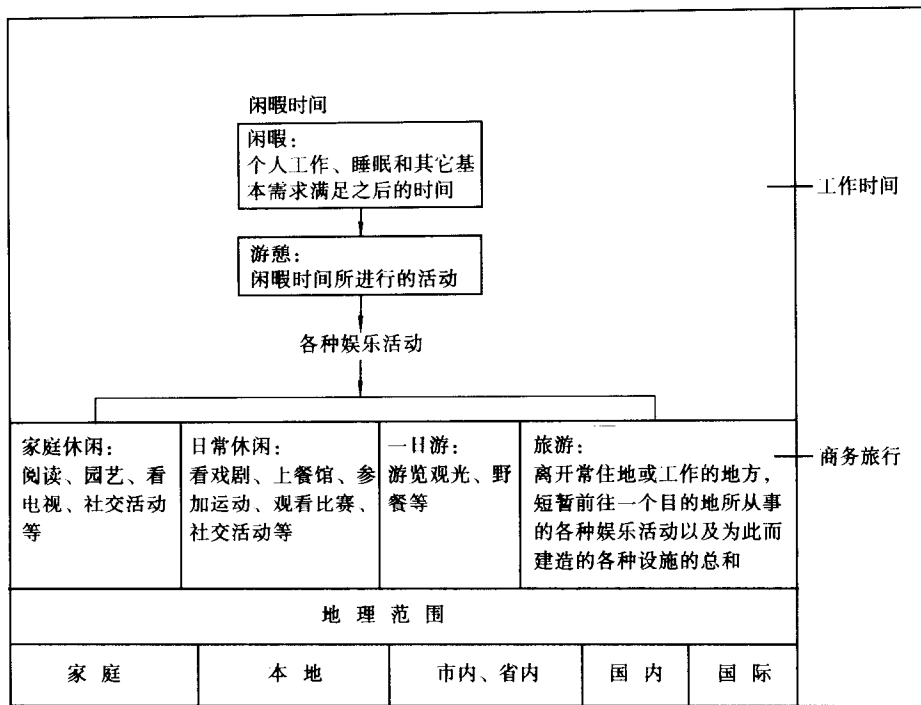 闲暇时间
闲暇：
个人工作、睡眠和其它基
本需求满足之后的时间
工作时间
游憩：
闲暇时间所进行的活动
各种娱乐活动
家庭休闲：
阅读、园艺、看
电视、社交活动
等
日常休闲：
看戏剧、上餐馆、参
加运动、观看比赛、
社交活动等
一日游：
游览观光、野
餐等
旅游：
离开常住地或工作的地方，
短暂前往一个目的地所从事
的各种娱乐活动以及为此而
建造的各种设施的总和
商务旅行
地理范围
家庭
本地
市内、省内
国内
国际